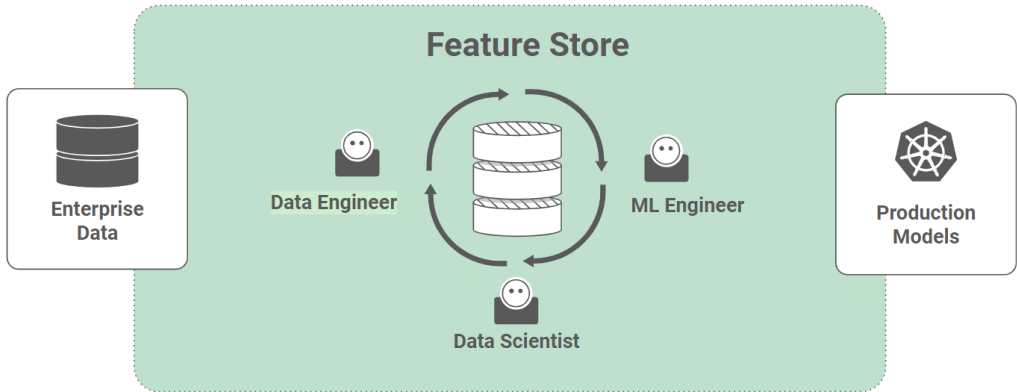 Feature Store
Enterprise
Data
Data Engineer
ML Engineer
Data Scientist
Production
Models